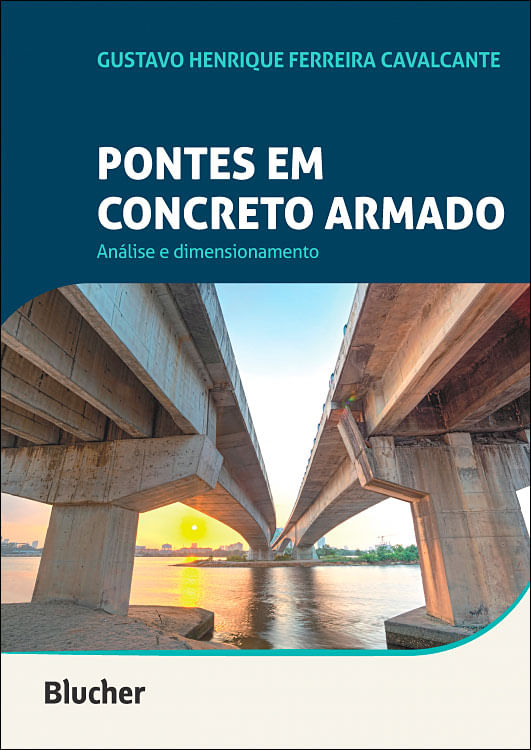 GUSTAVO HENRIQUE FERREIRA CAVALCANTE
PONTES EM
CONCRETO ARMADO
Análise e dimensionamento
Blucher